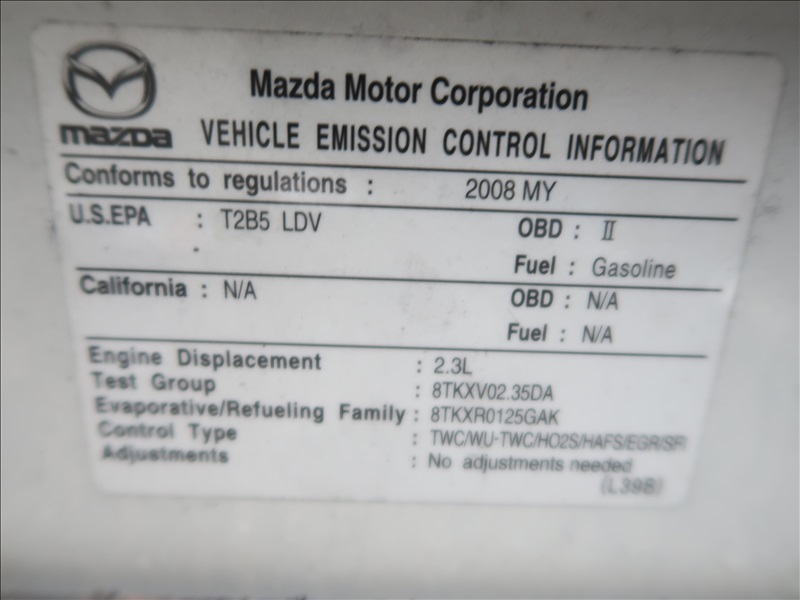 mazda
Mazda Motor Corporation
VEHICLE EMISSION CONTROL INFORMATION
Conforms to regulations : 2008 MY
U.S.EPA : T2B5 LDV OBD : II
Fuel : Gasoline
California : N/A OBD : N/A
Fuel : N/A
Engine Displacement : 2.3L
Test Group : 8TKXV02.35DA
Evaporative/Refueling Family : 8TKXR0125GAK
Control Type : TWC/WU-TWC/HO2S/HAFS/EGR/SFI
Adjustments : No adjustments needed
(L39B)